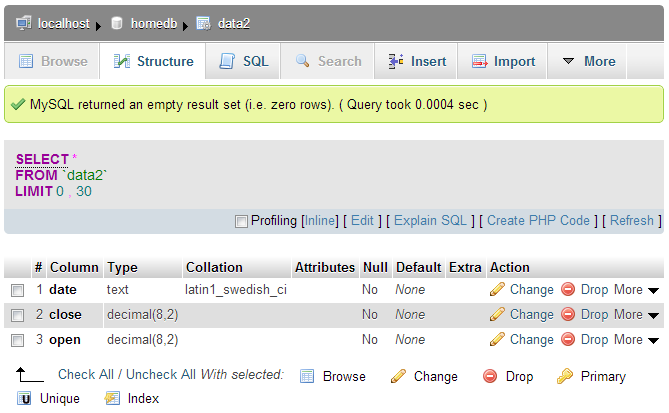 localhost homedb data2
Browse Structure SQL Search Insert Import More
MySQL returned an empty result set (i.e. zero rows). ( Query took 0.0004 sec )
SELECT *
FROM `data2`
LIMIT 0 , 30
Profiling [Inline] [ Edit ] [ Explain SQL ] [ Create PHP Code ] [ Refresh ]
# Column Type Collation Attributes Null Default Extra Action
1 date text latin1_swedish_ci No None Change Drop More
2 close decimal(8,2) No None Change Drop More
3 open decimal(8,2) No None Change Drop More
Check All / Uncheck All With selected: Browse Change Drop Primary
U Unique Index